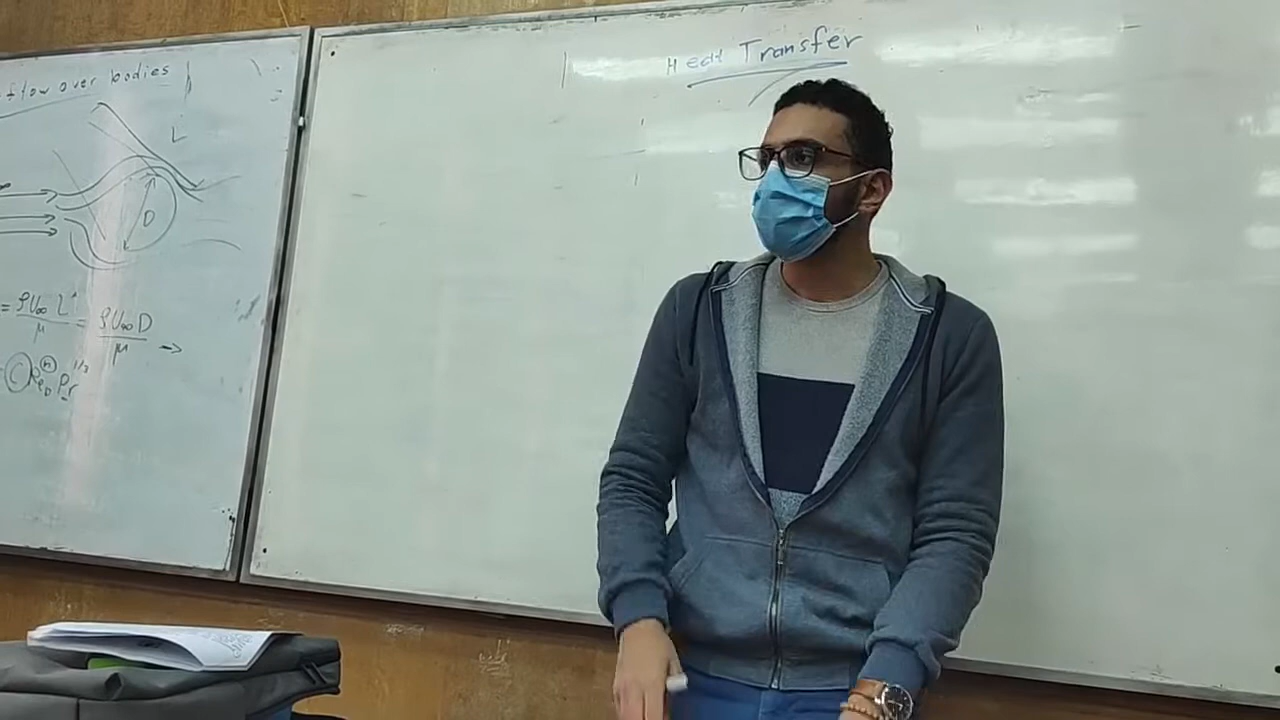 flow over bodies
L
D
= ρU∞ L / μ = ρU∞ D / μ →
C Re_D^n Pr^1/3
Heat Transfer